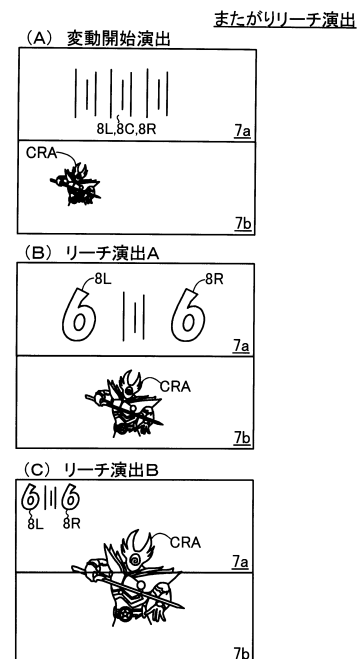 またがりリーチ演出
(A) 変動開始演出
8L,8C,8R
7a
CRA
7b
(B) リーチ演出A
8L
8R
6 6
7a
CRA
7b
(C) リーチ演出B
6 6
8L 8R
CRA
7a
7b